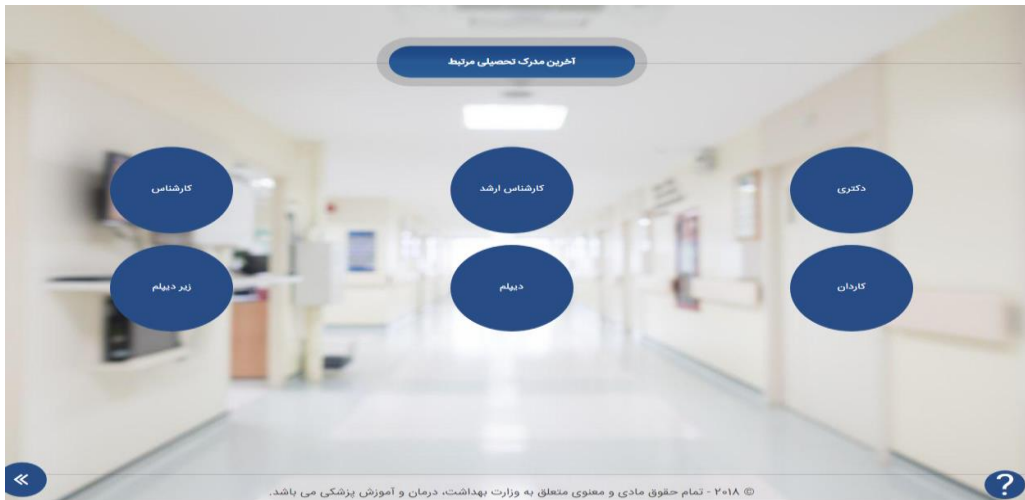 آخرین مدرک تحصیلی مرتبط
دکتری
کارشناس ارشد
کارشناس
کاردان
دیپلم
زیر دیپلم
© ۲۰۱۸ - تمام حقوق مادی و معنوی متعلق به وزارت بهداشت، درمان و آموزش پزشکی می باشد.
?